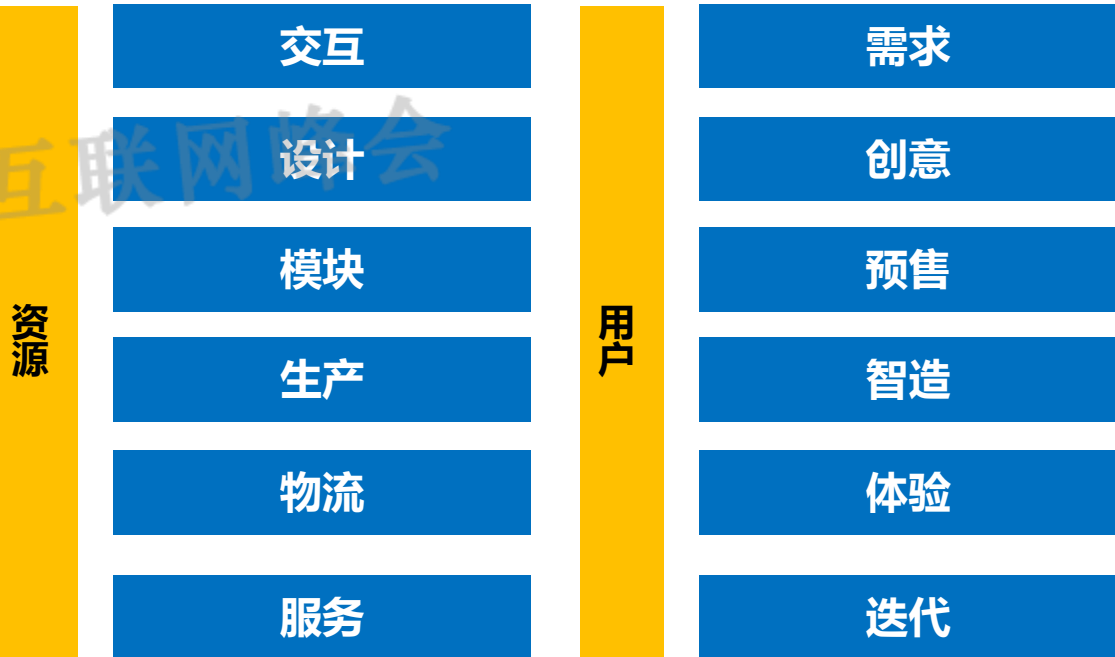 资源
交互
设计
模块
生产
物流
服务
用户
需求
创意
预售
智造
体验
迭代
互联网峰会